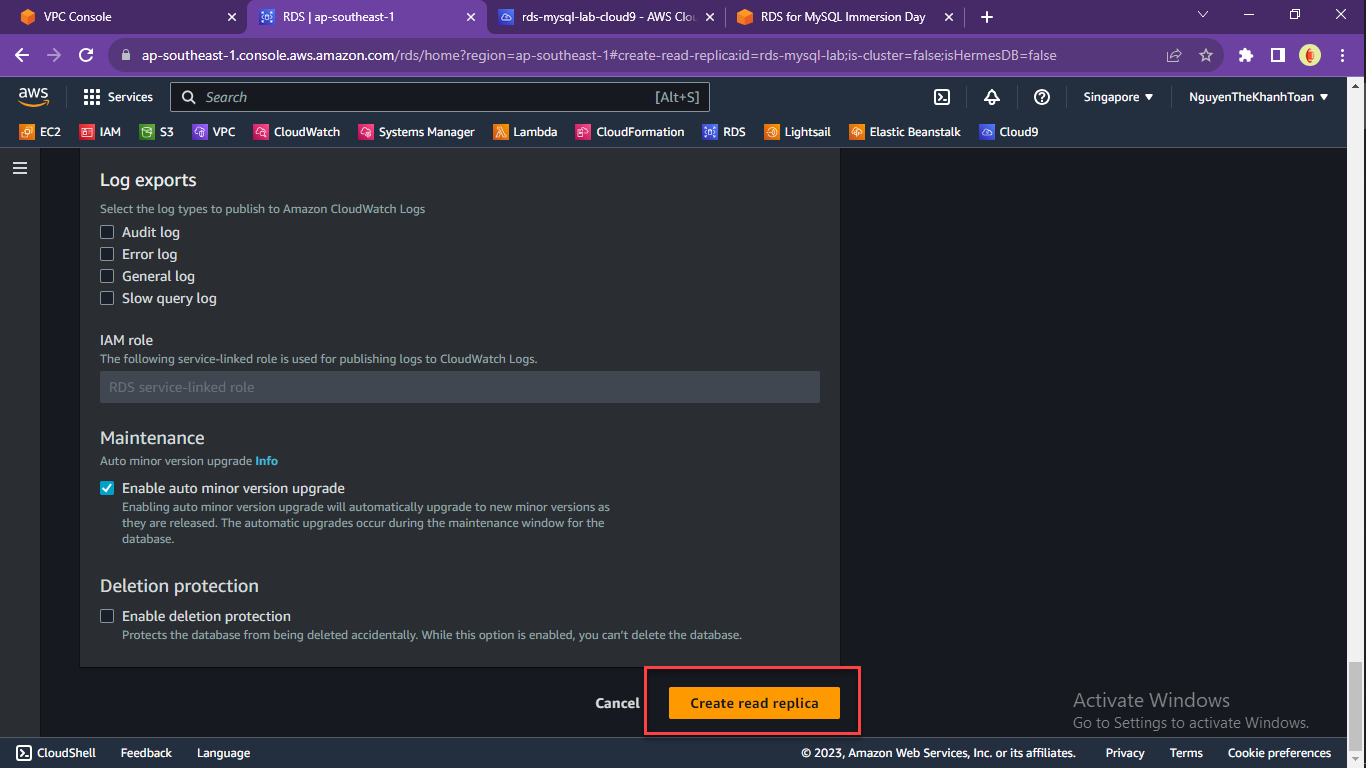 VPC Console
RDS | ap-southeast-1
rds-mysql-lab-cloud9 - AWS Clou
RDS for MySQL Immersion Day
ap-southeast-1.console.aws.amazon.com/rds/home?region=ap-southeast-1#create-read-replica:id=rds-mysql-lab;is-cluster=false;isHermesDB=false
aws
Services
Search
[Alt+S]
Singapore
NguyenTheKhanhToan
EC2
IAM
S3
VPC
CloudWatch
Systems Manager
Lambda
CloudFormation
RDS
Lightsail
Elastic Beanstalk
Cloud9
Log exports
Select the log types to publish to Amazon CloudWatch Logs
Audit log
Error log
General log
Slow query log
IAM role
The following service-linked role is used for publishing logs to CloudWatch Logs.
RDS service-linked role
Maintenance
Auto minor version upgrade Info
Enable auto minor version upgrade
Enabling auto minor version upgrade will automatically upgrade to new minor versions as
they are released. The automatic upgrades occur during the maintenance window for the
database.
Deletion protection
Enable deletion protection
Protects the database from being deleted accidentally. While this option is enabled, you can't delete the database.
Cancel
Create read replica
Activate Windows
Go to Settings to activate Windows.
CloudShell
Feedback
Language
© 2023, Amazon Web Services, Inc. or its affiliates.
Privacy
Terms
Cookie preferences